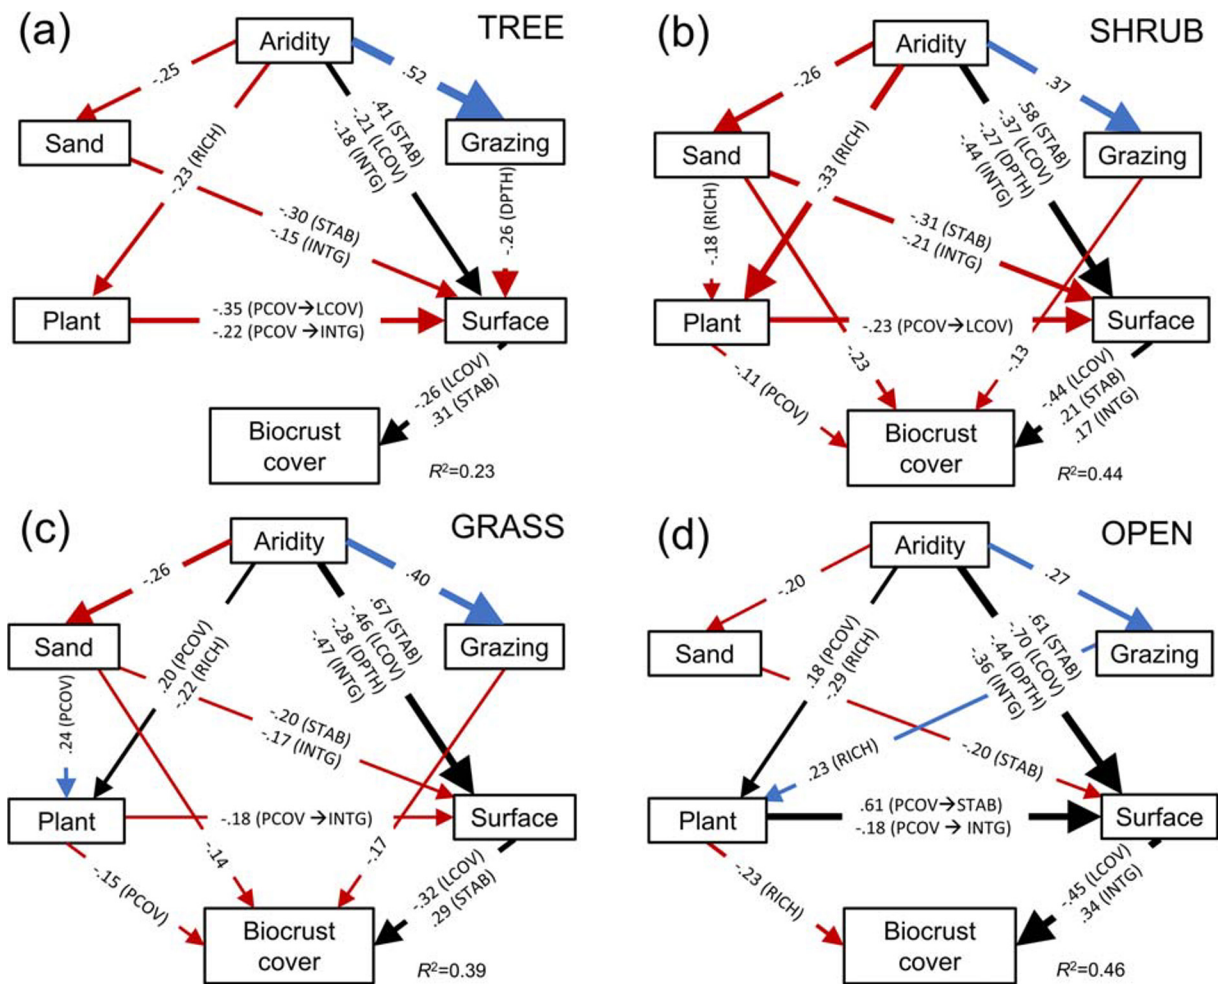 (a) TREE
Aridity
-.25
.52
Sand
Grazing
-.23 (RICH)
.41 (STAB)
-.21 (LCOV)
-.18 (INTG)
-.26 (DPTH)
-.30 (STAB)
-.15 (INTG)
Plant
-.35 (PCOV→LCOV)
-.22 (PCOV→INTG)
Surface
-.26 (LCOV)
.31 (STAB)
Biocrust
cover
R²=0.23
(b) SHRUB
Aridity
-.26
.37
Sand
Grazing
-.33 (RICH)
.58 (STAB)
-.37 (LCOV)
-.27 (DPTH)
-.44 (INTG)
-.18 (RICH)
-.31 (STAB)
-.21 (INTG)
Plant
-.23 (PCOV→LCOV)
Surface
-.11 (PCOV)
-.23
-.13
-.44 (LCOV)
.21 (STAB)
.17 (INTG)
Biocrust
cover
R²=0.44
(c) GRASS
Aridity
-.26
.40
Sand
Grazing
.20 (PCOV)
-.22 (RICH)
.67 (STAB)
-.46 (LCOV)
-.28 (DPTH)
-.47 (INTG)
.24 (PCOV)
-.20 (STAB)
-.17 (INTG)
Plant
-.18 (PCOV→INTG)
Surface
-.15 (PCOV)
-.14
-.17
-.32 (LCOV)
.29 (STAB)
Biocrust
cover
R²=0.39
(d) OPEN
Aridity
-.20
.27
Sand
Grazing
.18 (PCOV)
-.29 (RICH)
.61 (STAB)
-.70 (LCOV)
-.44 (DPTH)
-.36 (INTG)
.23 (RICH)
-.20 (STAB)
Plant
.61 (PCOV→STAB)
-.18 (PCOV→ INTG)
Surface
-.23 (RICH)
-.45 (LCOV)
.34 (INTG)
Biocrust
cover
R²=0.46